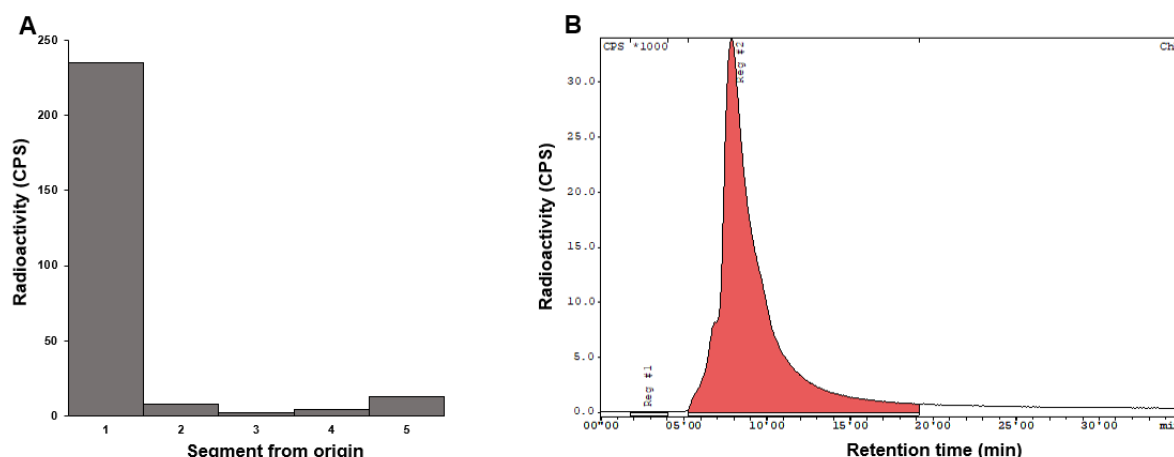 A
250
200
150
100
50
0
Radioactivity (CPS)
1 2 3 4 5
Segment from origin
B
CPS *1000
Ch
30.0
25.0
20.0
15.0
10.0
5.0
0.0
Radioactivity (CPS)
Reg #1
Reg #2
00'00 05'00 10'00 15'00 20'00 25'00 30'00 mi
Retention time (min)